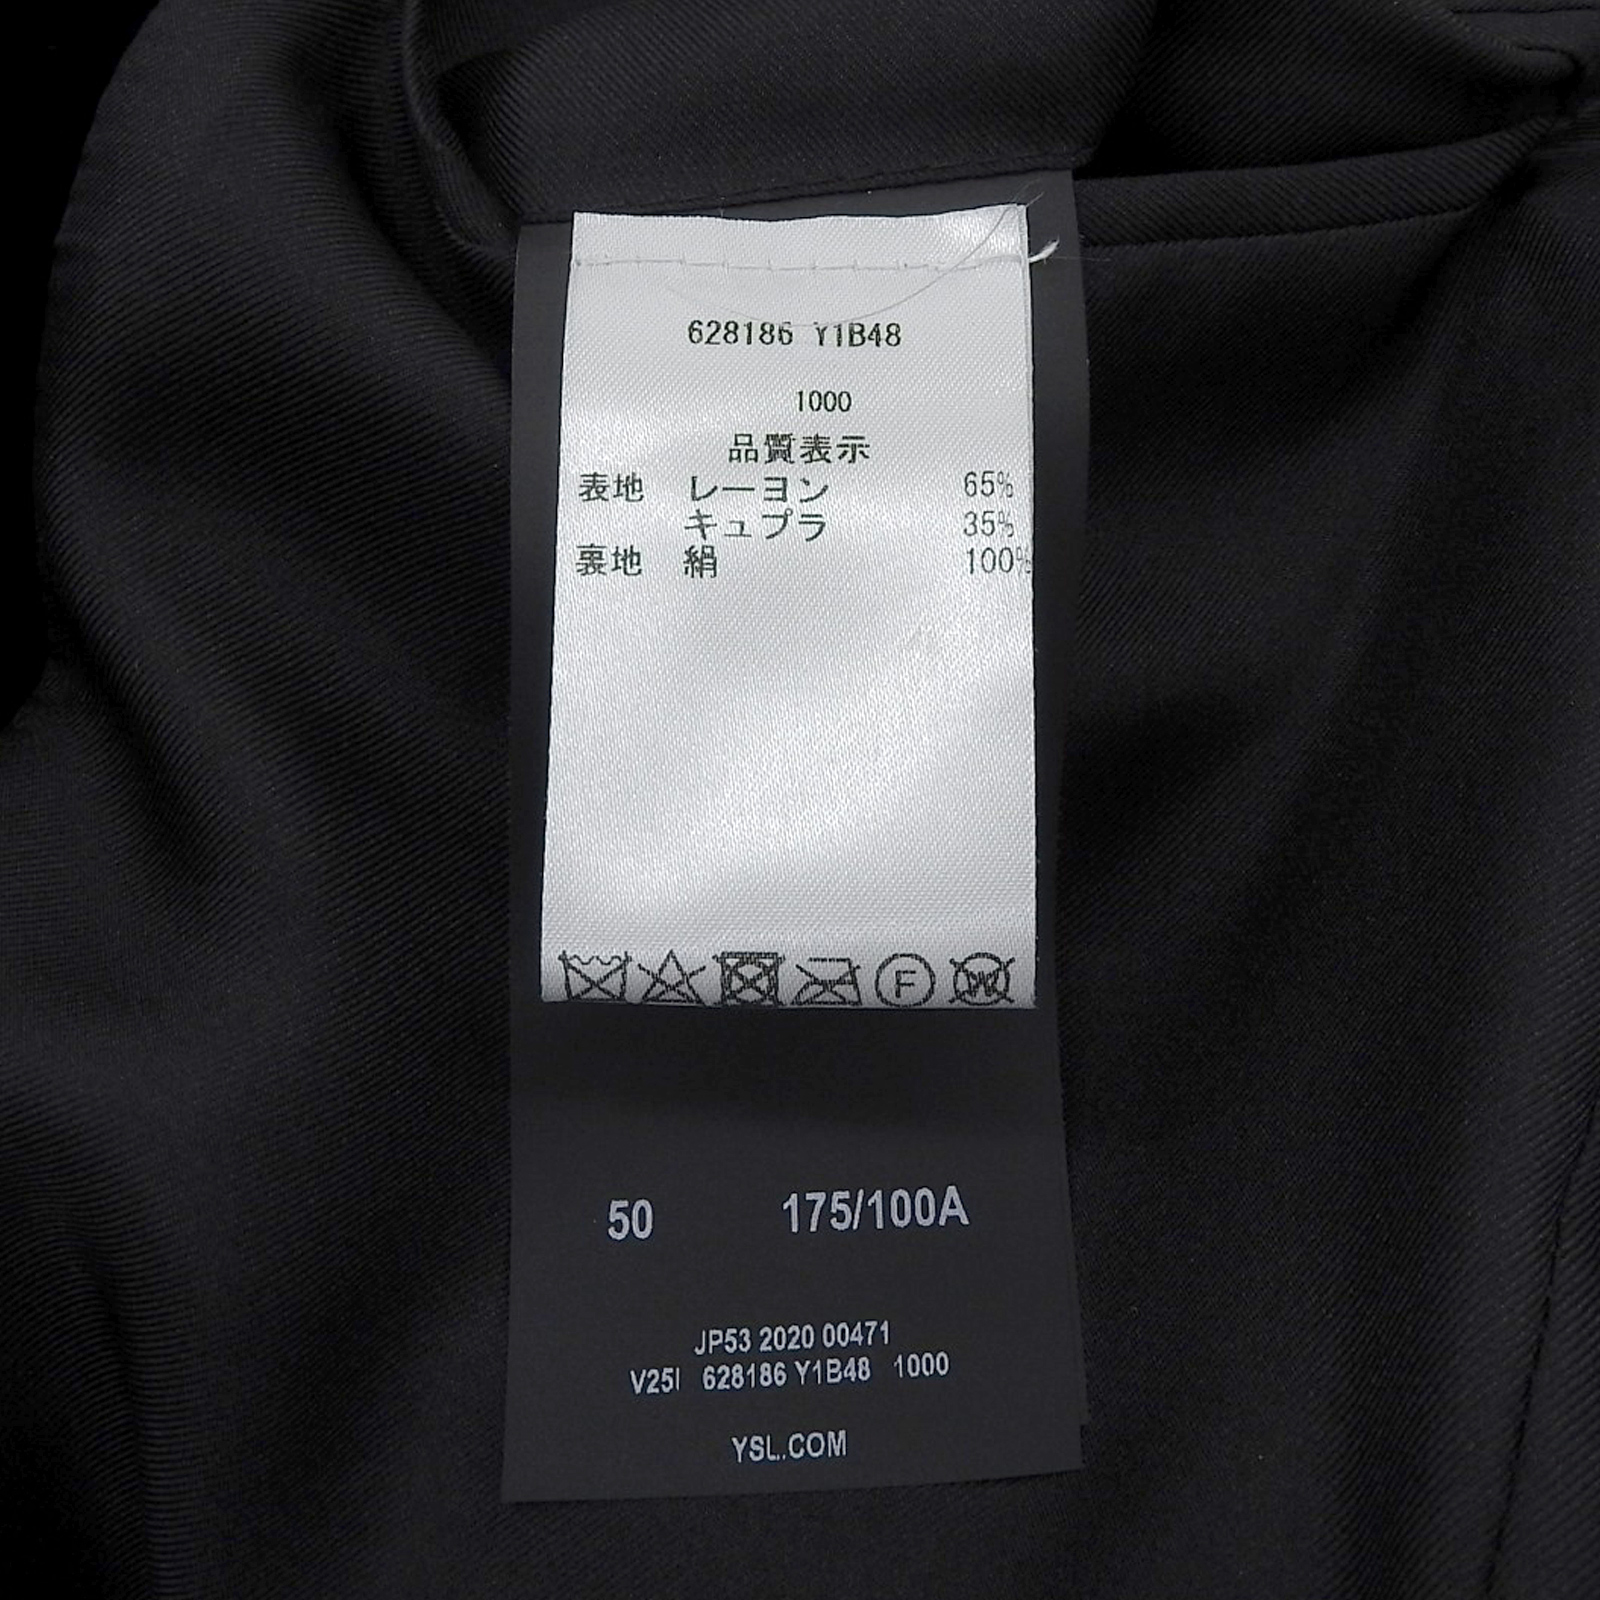 628186 Y1B48
1000
品質表示
表地 レーヨン 65%
キュプラ 35%
裏地 絹 100%
F W
50 175/100A
JP53 2020 00471
V25I 628186 Y1B48 1000
YSL.COM